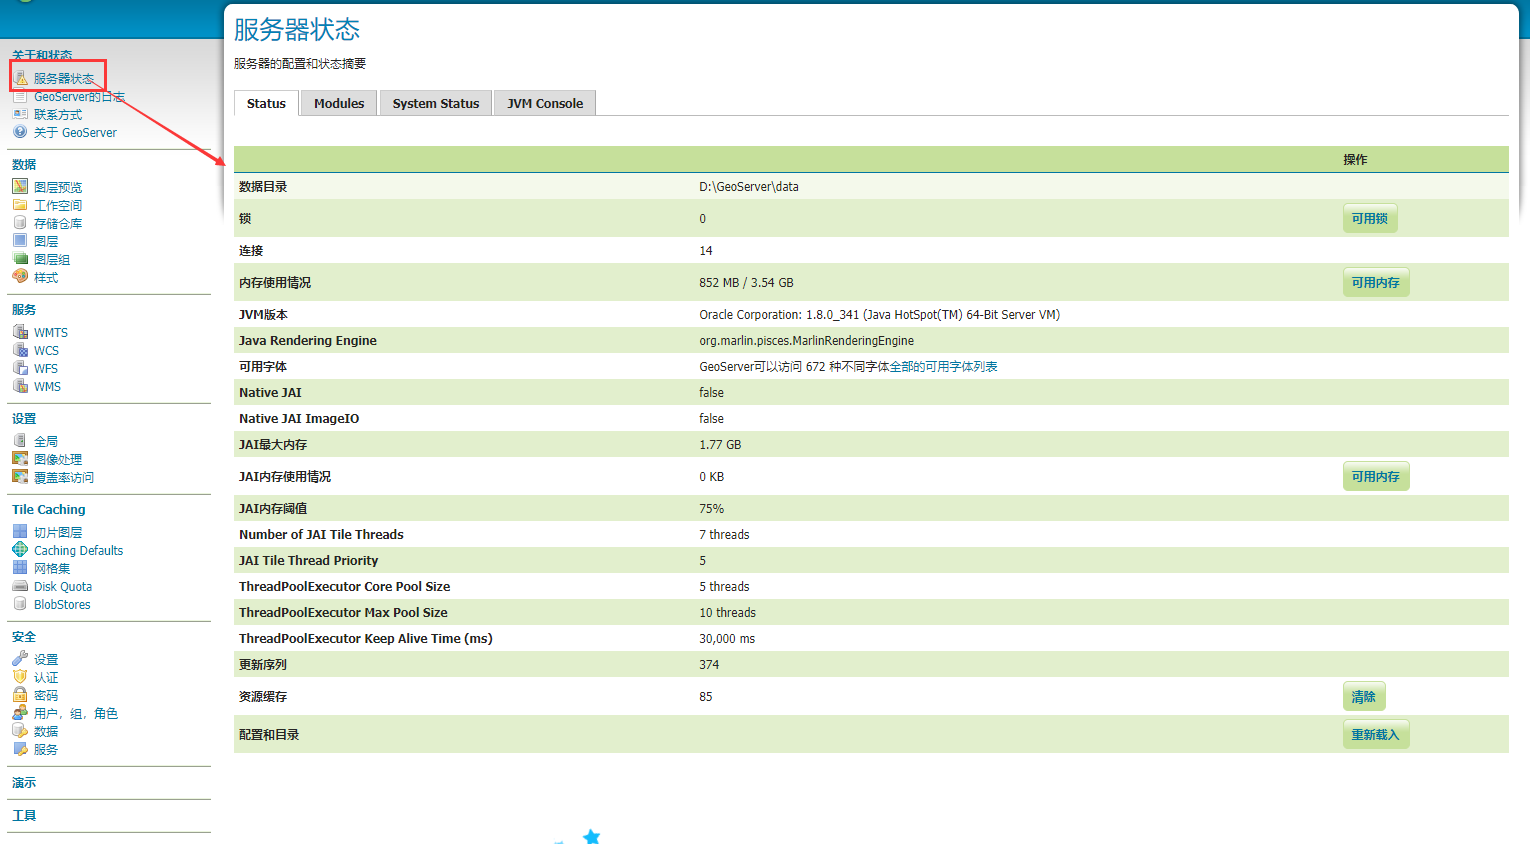 关于和状态
服务器状态
GeoServer的日志
联系方式
关于 GeoServer
数据
图层预览
工作空间
存储仓库
图层
图层组
样式
服务
WMTS
WCS
WFS
WMS
设置
全局
图像处理
覆盖率访问
Tile Caching
切片图层
Caching Defaults
网格集
Disk Quota
BlobStores
安全
设置
认证
密码
用户，组，角色
数据
服务
演示
工具
服务器状态
服务器的配置和状态摘要
Status Modules System Status JVM Console
操作
数据目录 D:\GeoServer\data
锁 0 可用锁
连接 14
内存使用情况 852 MB / 3.54 GB 可用内存
JVM版本 Oracle Corporation: 1.8.0_341 (Java HotSpot(TM) 64-Bit Server VM)
Java Rendering Engine org.marlin.pisces.MarlinRenderingEngine
可用字体 GeoServer可以访问 672 种不同字体全部的可用字体列表
Native JAI false
Native JAI ImageIO false
JAI最大内存 1.77 GB
JAI内存使用情况 0 KB 可用内存
JAI内存阈值 75%
Number of JAI Tile Threads 7 threads
JAI Tile Thread Priority 5
ThreadPoolExecutor Core Pool Size 5 threads
ThreadPoolExecutor Max Pool Size 10 threads
ThreadPoolExecutor Keep Alive Time (ms) 30,000 ms
更新序列 374
资源缓存 85 清除
配置和目录 重新载入